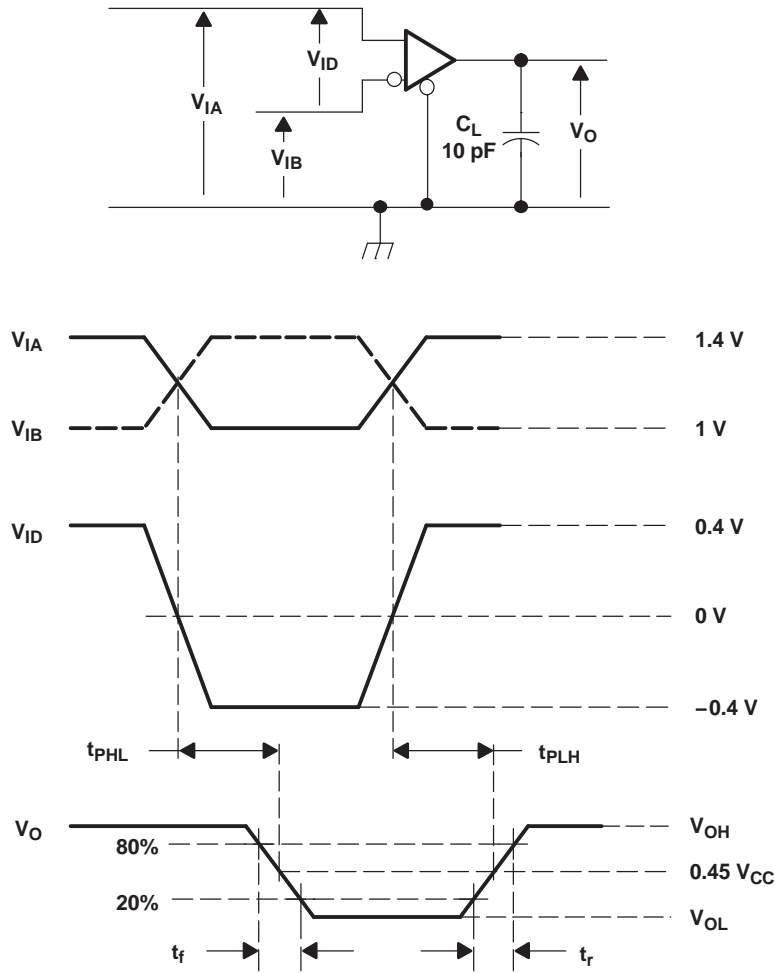 V_ID
V_IA
V_IB
C_L
10 pF
V_O
V_IA
1.4 V
V_IB
1 V
V_ID
0.4 V
0 V
−0.4 V
t_PHL
t_PLH
V_O
V_OH
80%
0.45 V_CC
20%
V_OL
t_f
t_r